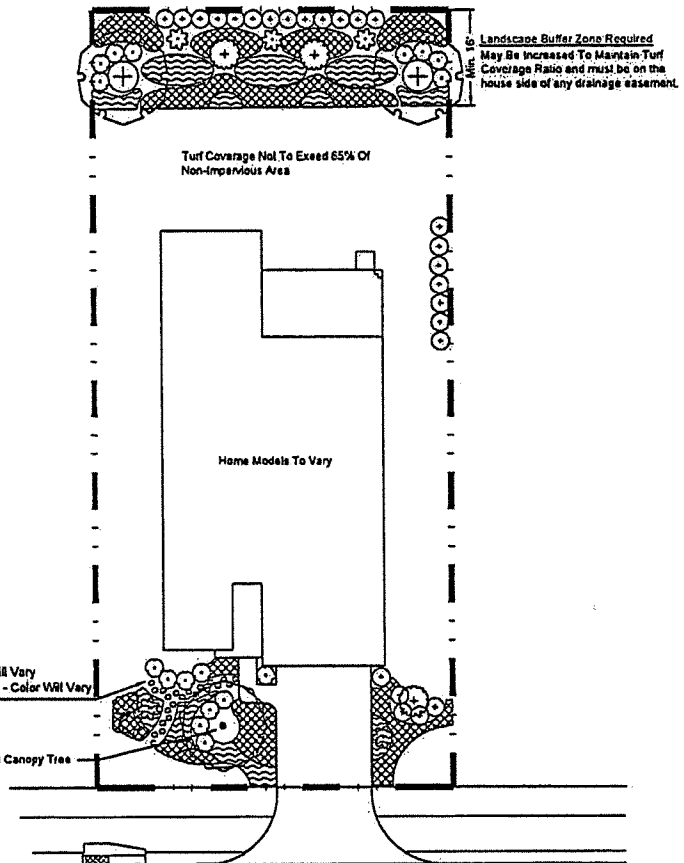 Landscape Buffer Zone Required
May Be Increased To Maintain Turf
Coverage Ratio and must be on the
house side of any drainage easement.
Min. 16'
Turf Coverage Not To Exceed 65% Of
Non-Impervious Area
Home Models To Vary
ill Vary
- Color Will Vary
Canopy Tree